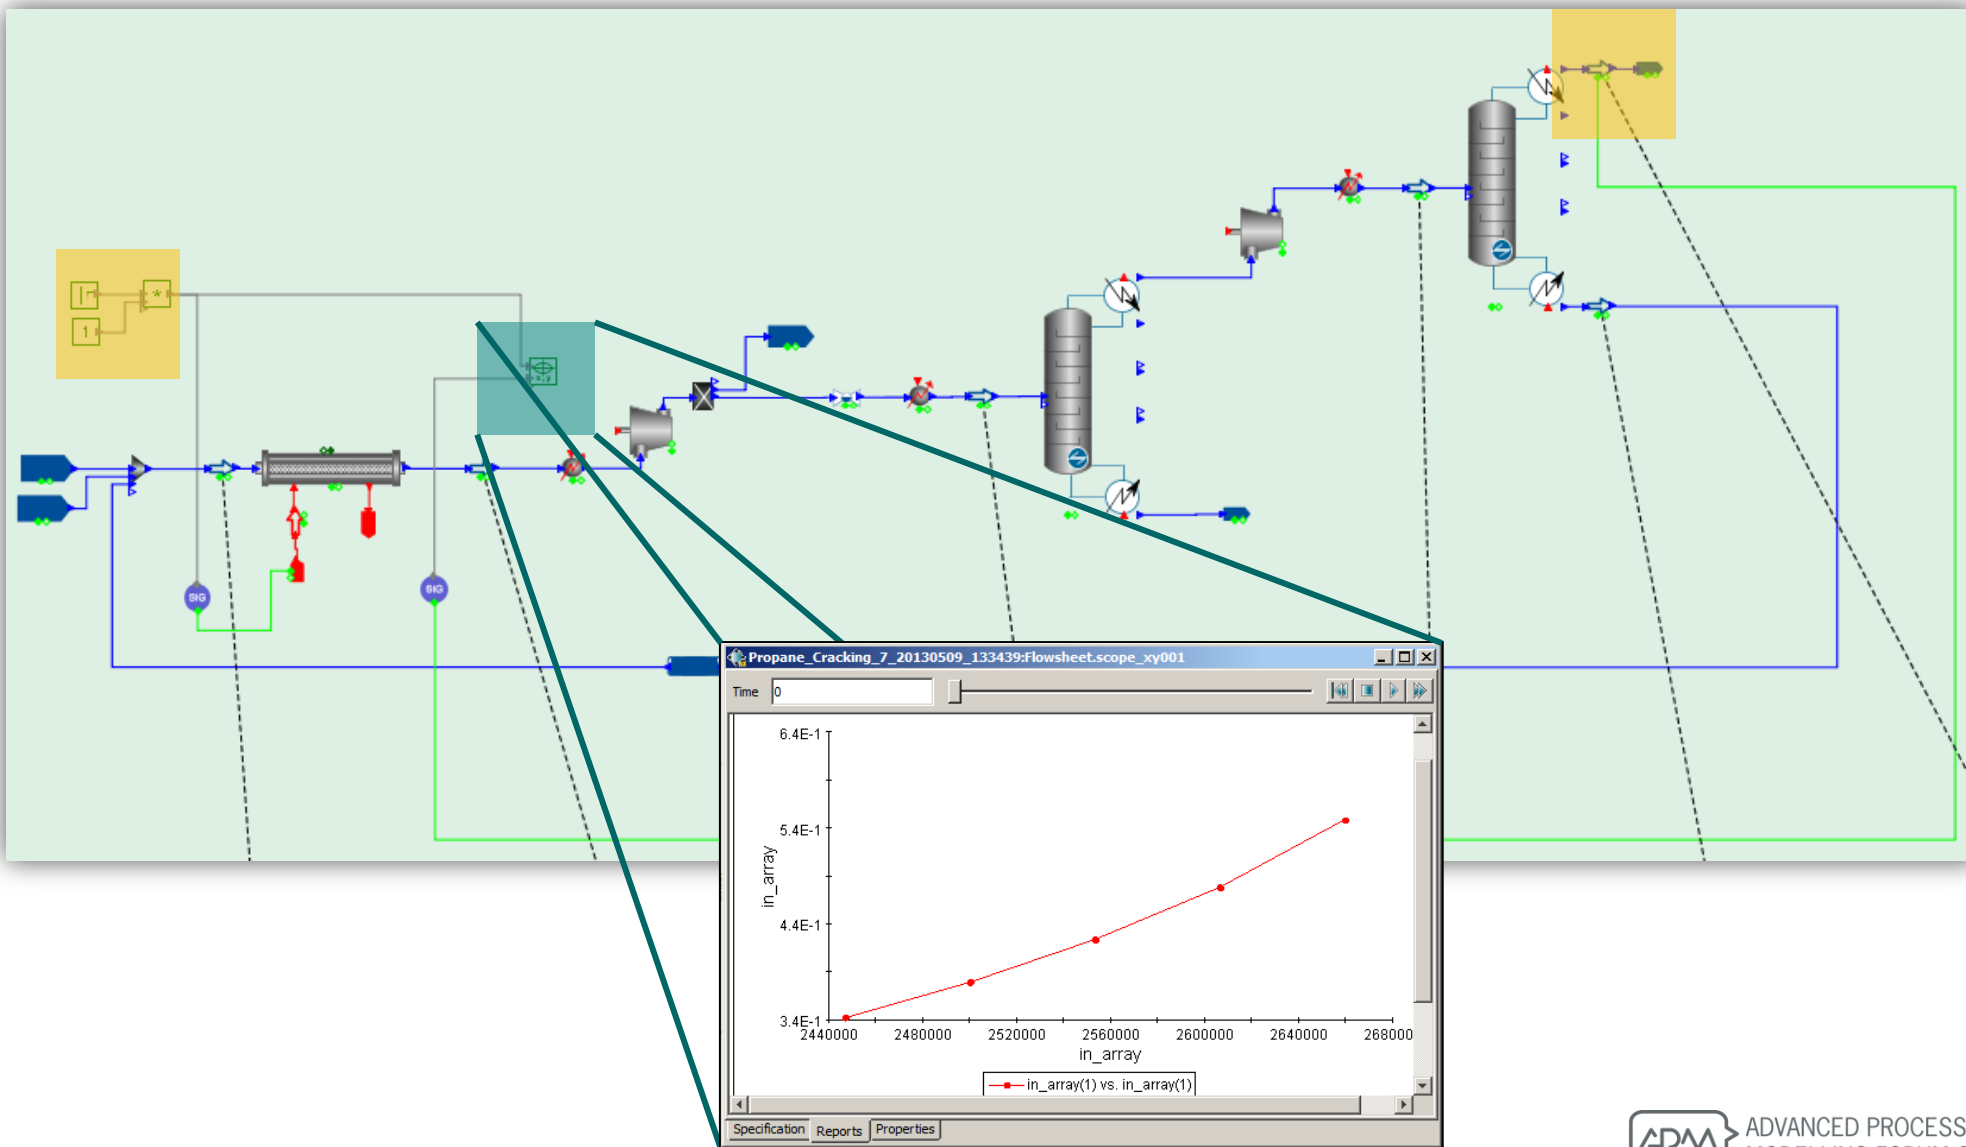 *
1
x,y
SIG
SIG
Propane_Cracking_7_20130509_133439:Flowsheet.scope_xy001
Time 0
6.4E-1
5.4E-1
4.4E-1
3.4E-1
in_array
2440000 2480000 2520000 2560000 2600000 2640000 268000
in_array
in_array(1) vs. in_array(1)
Specification Reports Properties
APM ADVANCED PROCESS